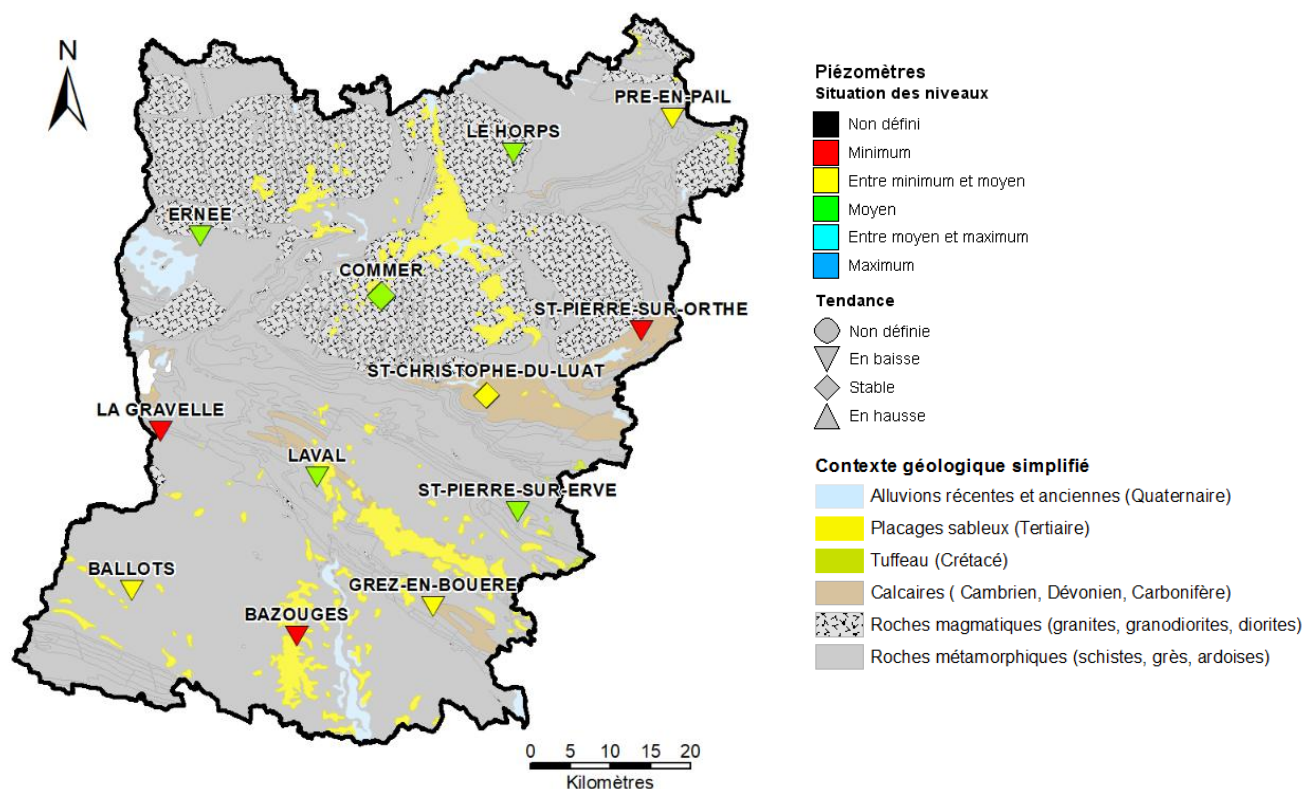 N
PRE-EN-PAIL
LE HORPS
ERNEE
COMMER
ST-PIERRE-SUR-ORTHE
ST-CHRISTOPHE-DU-LUAT
LA GRAVELLE
LAVAL
ST-PIERRE-SUR-ERVE
BALLOTS
GREZ-EN-BOUERE
BAZOUGES
0 5 10 15 20
Kilomètres
Piézomètres
Situation des niveaux
Non défini
Minimum
Entre minimum et moyen
Moyen
Entre moyen et maximum
Maximum
Tendance
Non définie
En baisse
Stable
En hausse
Contexte géologique simplifié
Alluvions récentes et anciennes (Quaternaire)
Placages sableux (Tertiaire)
Tuffeau (Crétacé)
Calcaires ( Cambrien, Dévonien, Carbonifère)
Roches magmatiques (granites, granodiorites, diorites)
Roches métamorphiques (schistes, grès, ardoises)